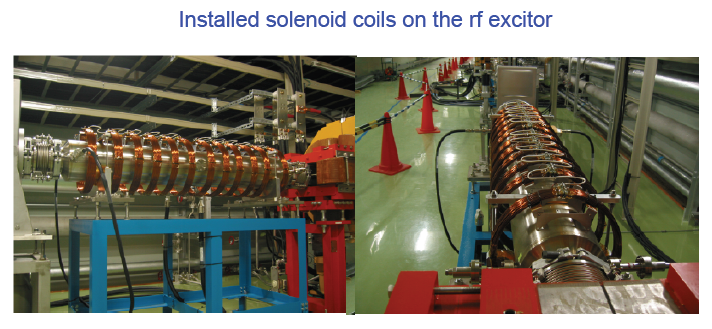 Installed solenoid coils on the rf excitor